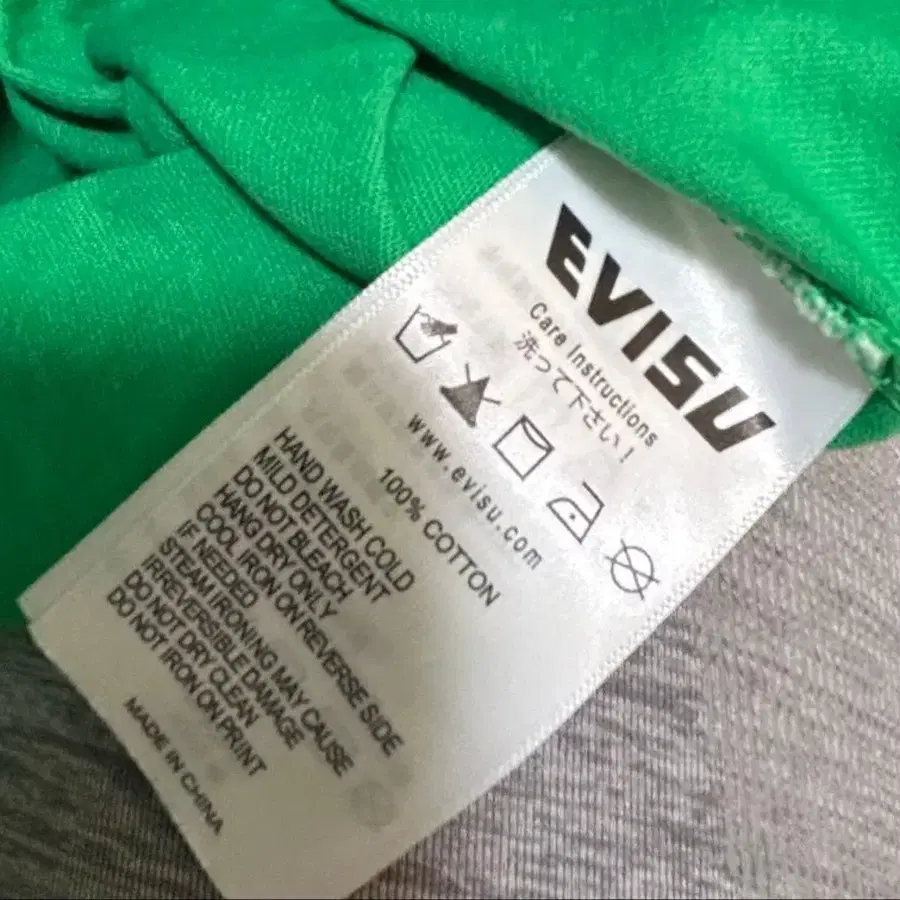 EVISU
Care Instructions
洗って下さい!
www.evisu.com
100% COTTON
HAND WASH COLD
MILD DETERGENT
DO NOT BLEACH
HANG DRY ONLY
COOL IRON ON REVERSE SIDE
IF NEEDED
STEAM IRONING MAY CAUSE
IRREVERSIBLE DAMAGE
DO NOT DRY CLEAN
DO NOT IRON ON PRINT
MADE IN CHINA